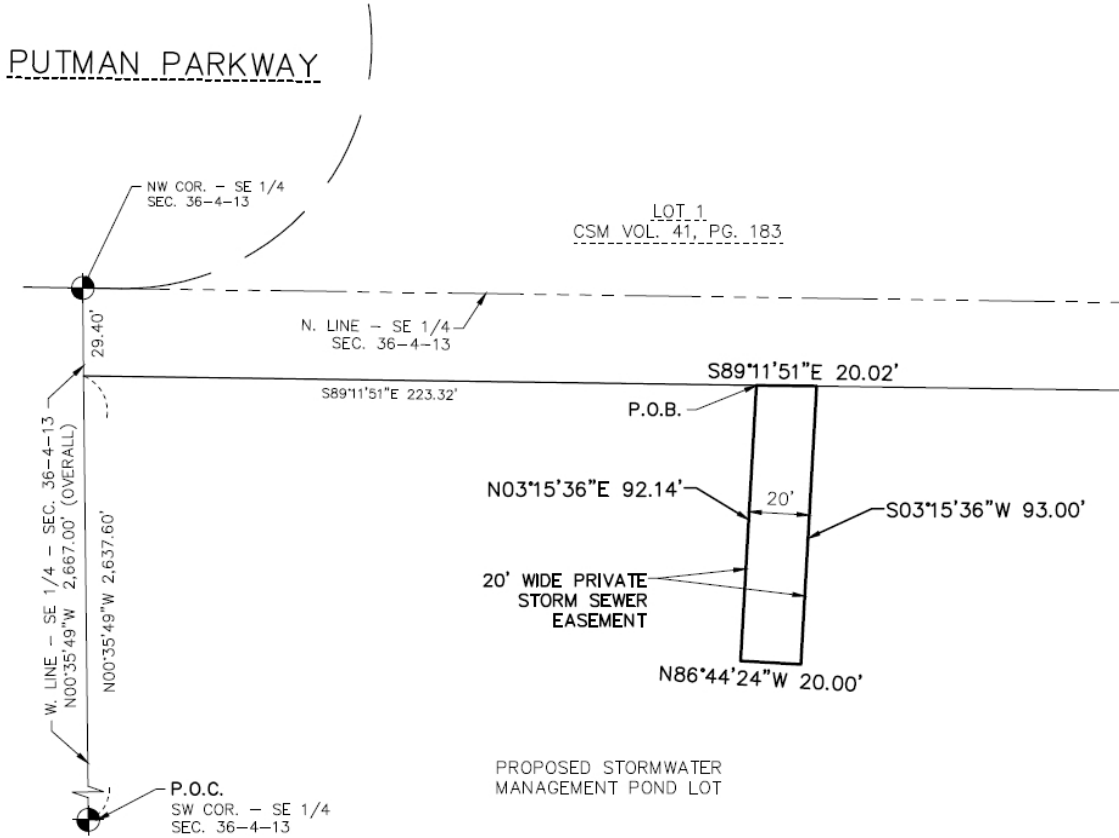 PUTMAN PARKWAY
NW COR. – SE 1/4
SEC. 36–4–13
LOT 1
CSM VOL. 41, PG. 183
29.40'
N. LINE – SE 1/4
SEC. 36–4–13
S89°11'51"E 223.32'
S89°11'51"E 20.02'
P.O.B.
N03°15'36"E 92.14'
20'
S03°15'36"W 93.00'
20' WIDE PRIVATE
STORM SEWER
EASEMENT
N86°44'24"W 20.00'
W. LINE – SE 1/4 – SEC. 36–4–13
N00°35'49"W 2,667.00' (OVERALL)
N00°35'49"W 2,637.60'
P.O.C.
SW COR. – SE 1/4
SEC. 36–4–13
PROPOSED STORMWATER
MANAGEMENT POND LOT